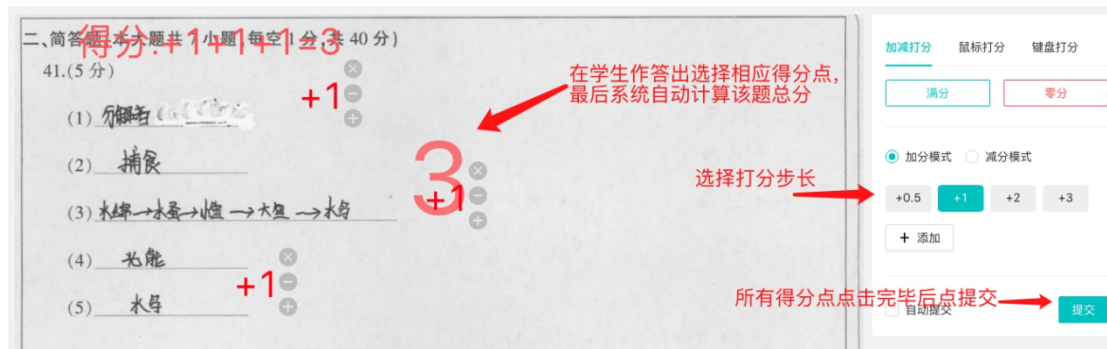 二、简答题(本大题共7小题,每空1分,共40分)
得分:+1+1+1=3
41.(5分)
(1) 分解者
+1
(2) 捕食
(3) 水绵→水蚤→小鱼→大鱼→水鸟
3
+1
(4) 光能
+1
(5) 水鸟
在学生作答出选择相应得分点,
最后系统自动计算该题总分
选择打分步长
所有得分点点击完毕后点提交
加减打分 鼠标打分 键盘打分
满分 零分
加分模式 减分模式
+0.5 +1 +2 +3
+ 添加
自动提交 提交